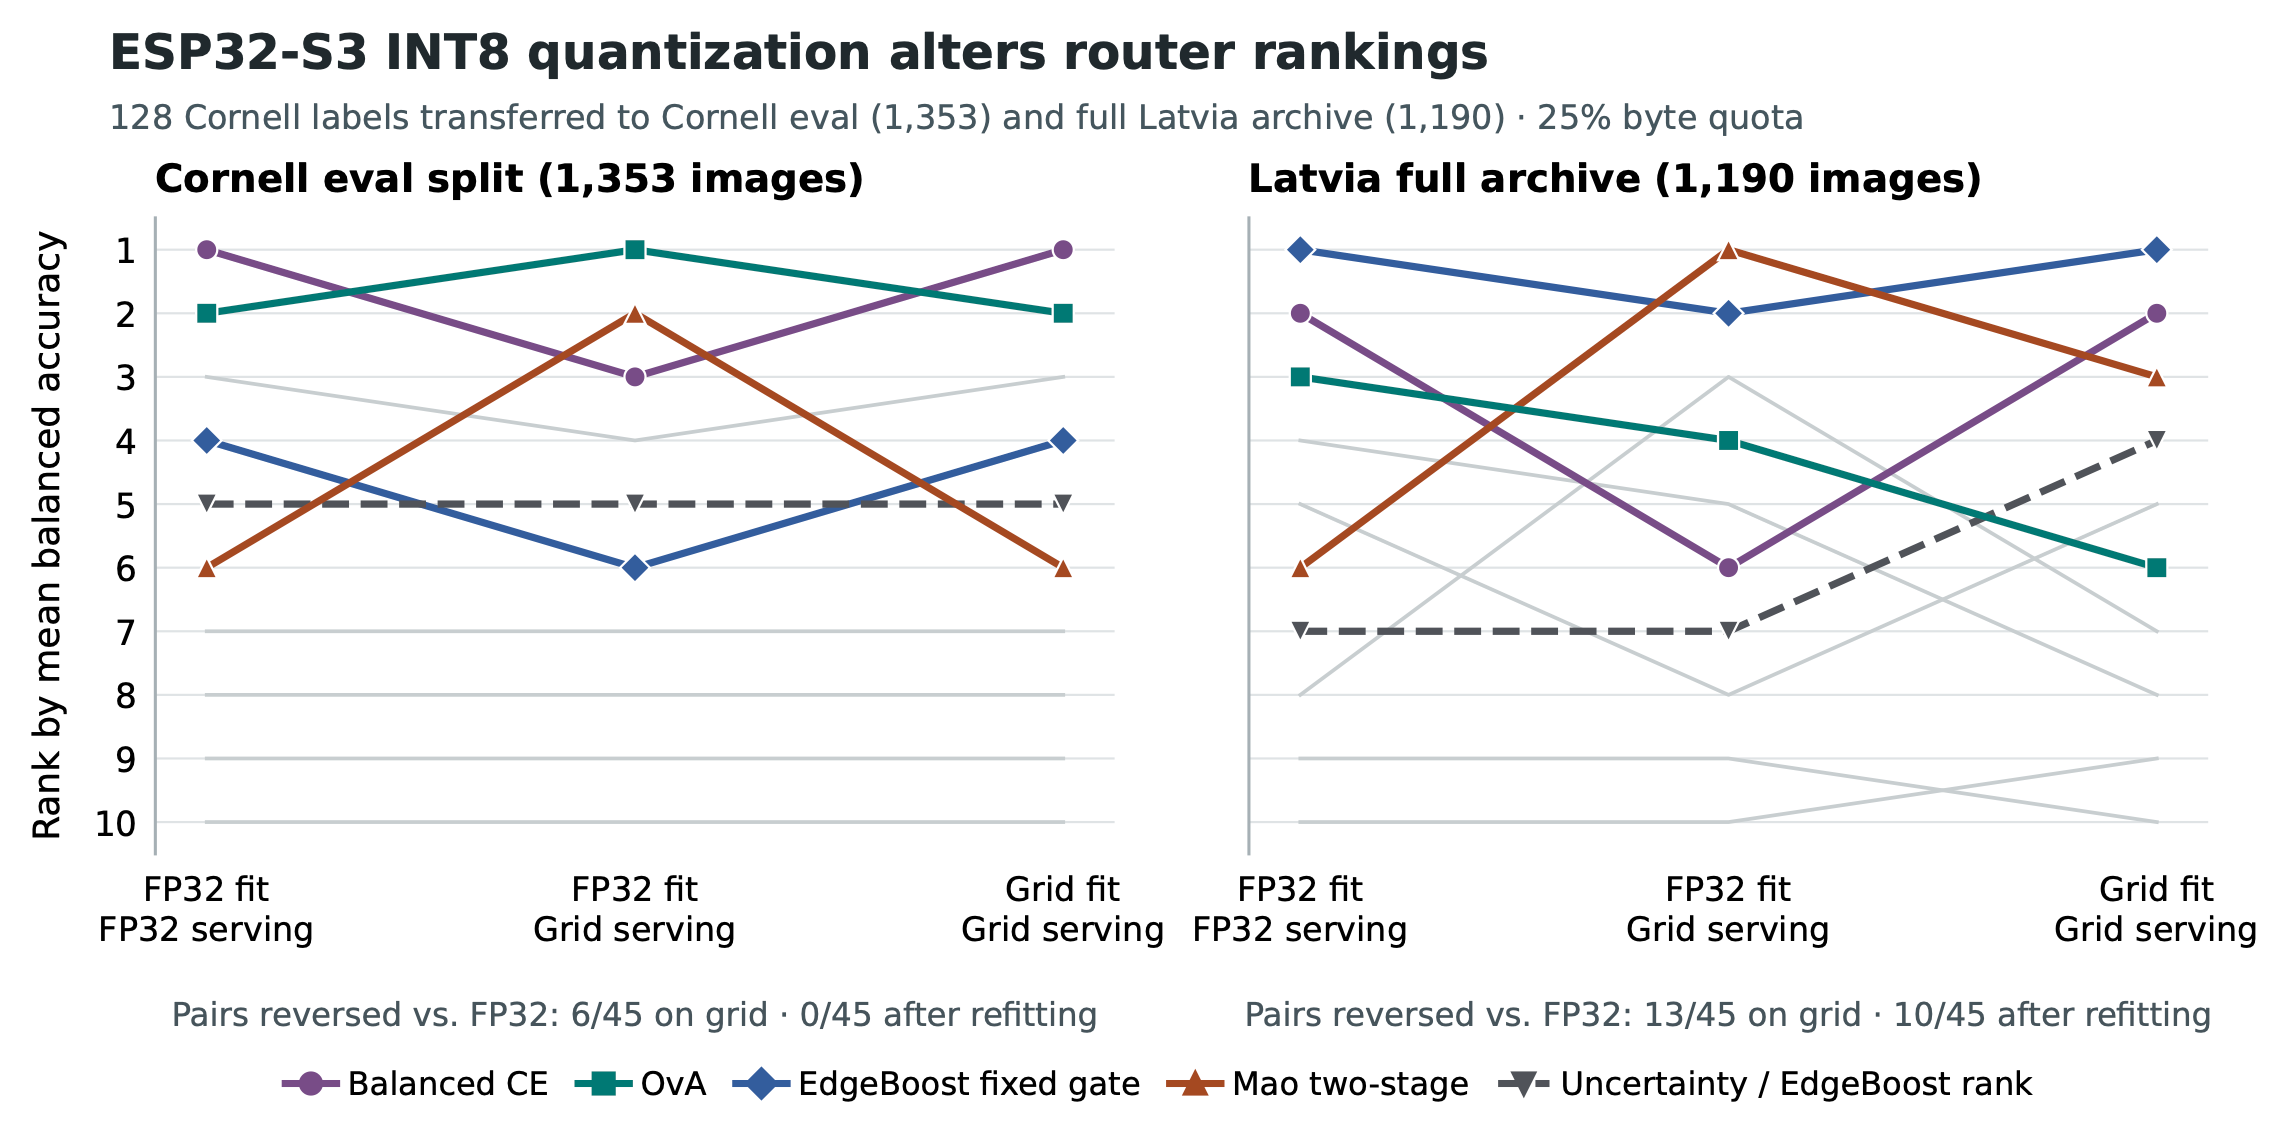 ESP32-S3 INT8 quantization alters router rankings
128 Cornell labels transferred to Cornell eval (1,353) and full Latvia archive (1,190) · 25% byte quota
Cornell eval split (1,353 images)
Latvia full archive (1,190 images)
Rank by mean balanced accuracy
1
2
3
4
5
6
7
8
9
10
FP32 fit
FP32 serving
FP32 fit
Grid serving
Grid fit
Grid serving
FP32 fit
FP32 serving
FP32 fit
Grid serving
Grid fit
Grid serving
Pairs reversed vs. FP32: 6/45 on grid · 0/45 after refitting
Pairs reversed vs. FP32: 13/45 on grid · 10/45 after refitting
Balanced CE
OvA
EdgeBoost fixed gate
Mao two-stage
Uncertainty / EdgeBoost rank